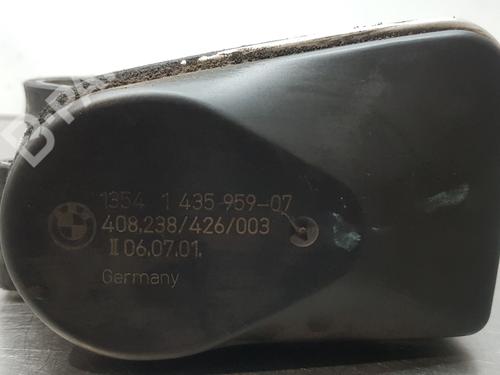 1354 1 435 959-07
408.238/426/003
II 06.07.01.
Germany